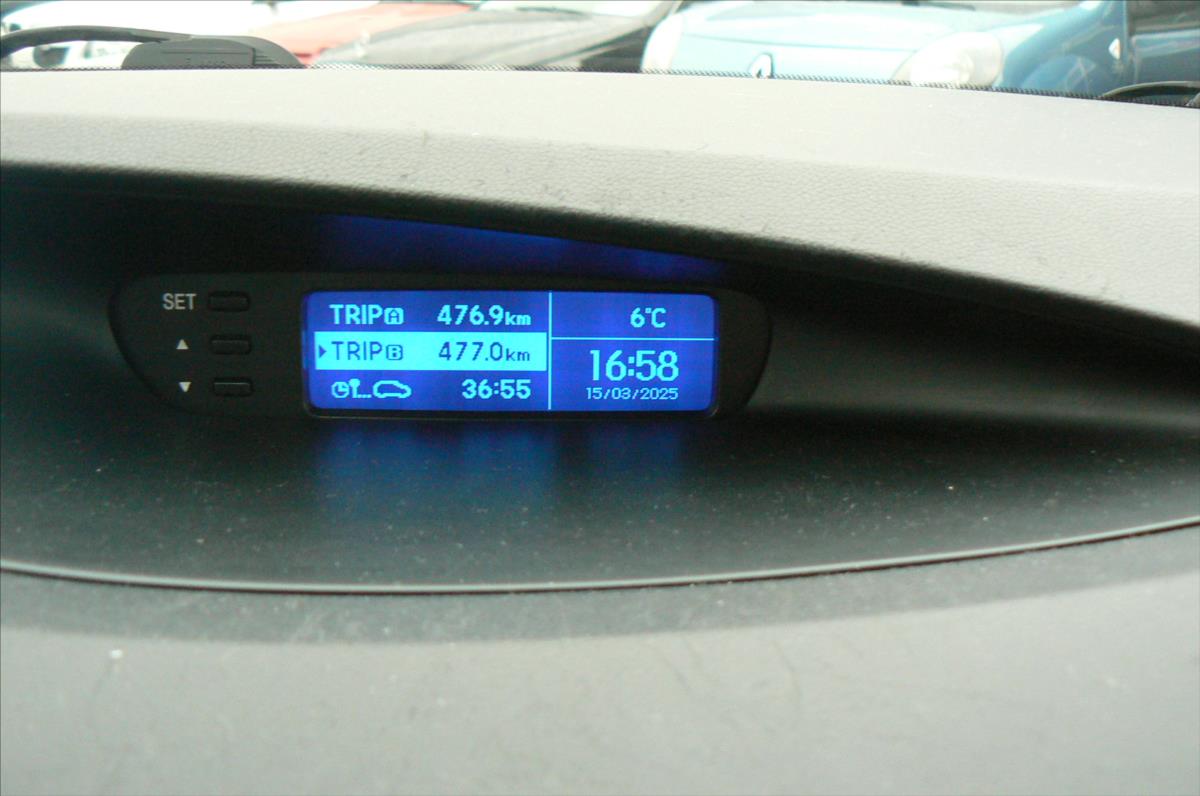 SET
TRIP A 476.9km
TRIP B 477.0km
36:55
6°C
16:58
15/03/2025